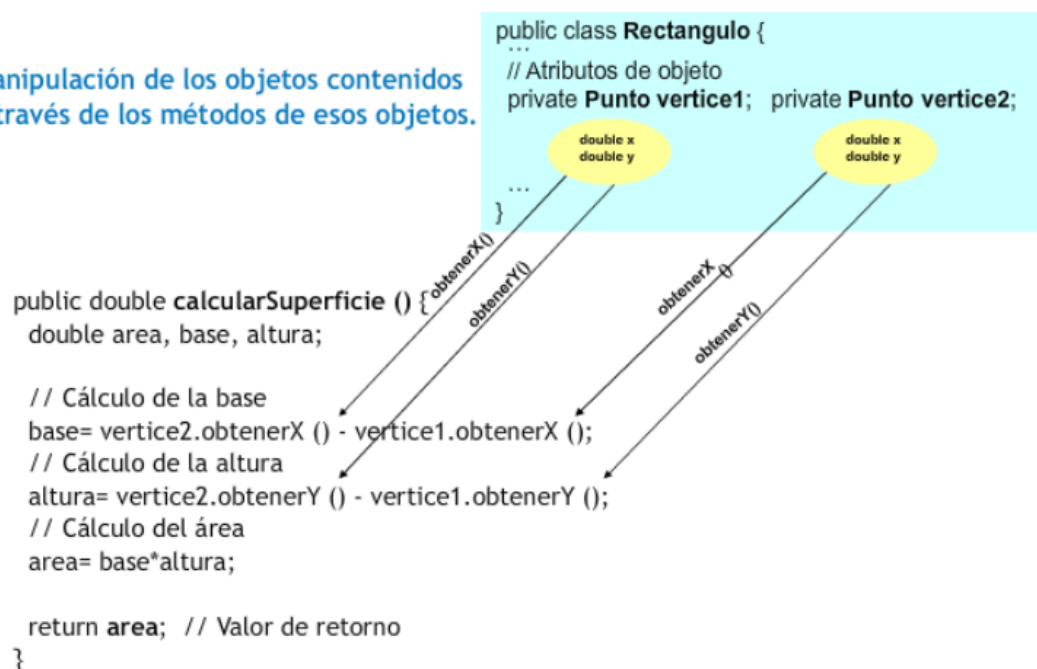 public class Rectangulo {
...
// Atributos de objeto
private Punto vertice1; private Punto vertice2;
double x
double y
double x
double y
...
}
anipulación de los objetos contenidos
través de los métodos de esos objetos.
obtenerX()
obtenerY()
obtenerX
()
obtenerY()
public double calcularSuperficie () {
double area, base, altura;
// Cálculo de la base
base= vertice2.obtenerX () - vertice1.obtenerX ();
// Cálculo de la altura
altura= vertice2.obtenerY () - vertice1.obtenerY ();
// Cálculo del área
area= base*altura;
return area; // Valor de retorno
}